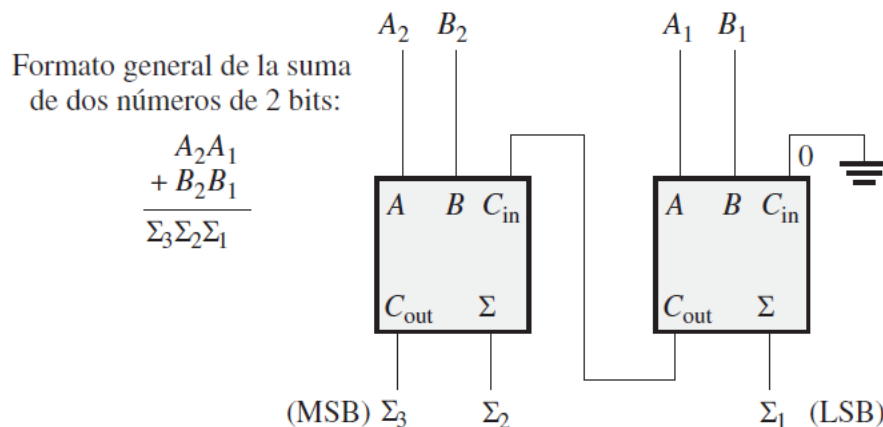 A₂ B₂ A₁ B₁
Formato general de la suma
de dos números de 2 bits:
A₂A₁
+ B₂B₁
Σ₃Σ₂Σ₁
0
A B C_in A B C_in
C_out Σ C_out Σ
(MSB) Σ₃ Σ₂ Σ₁ (LSB)